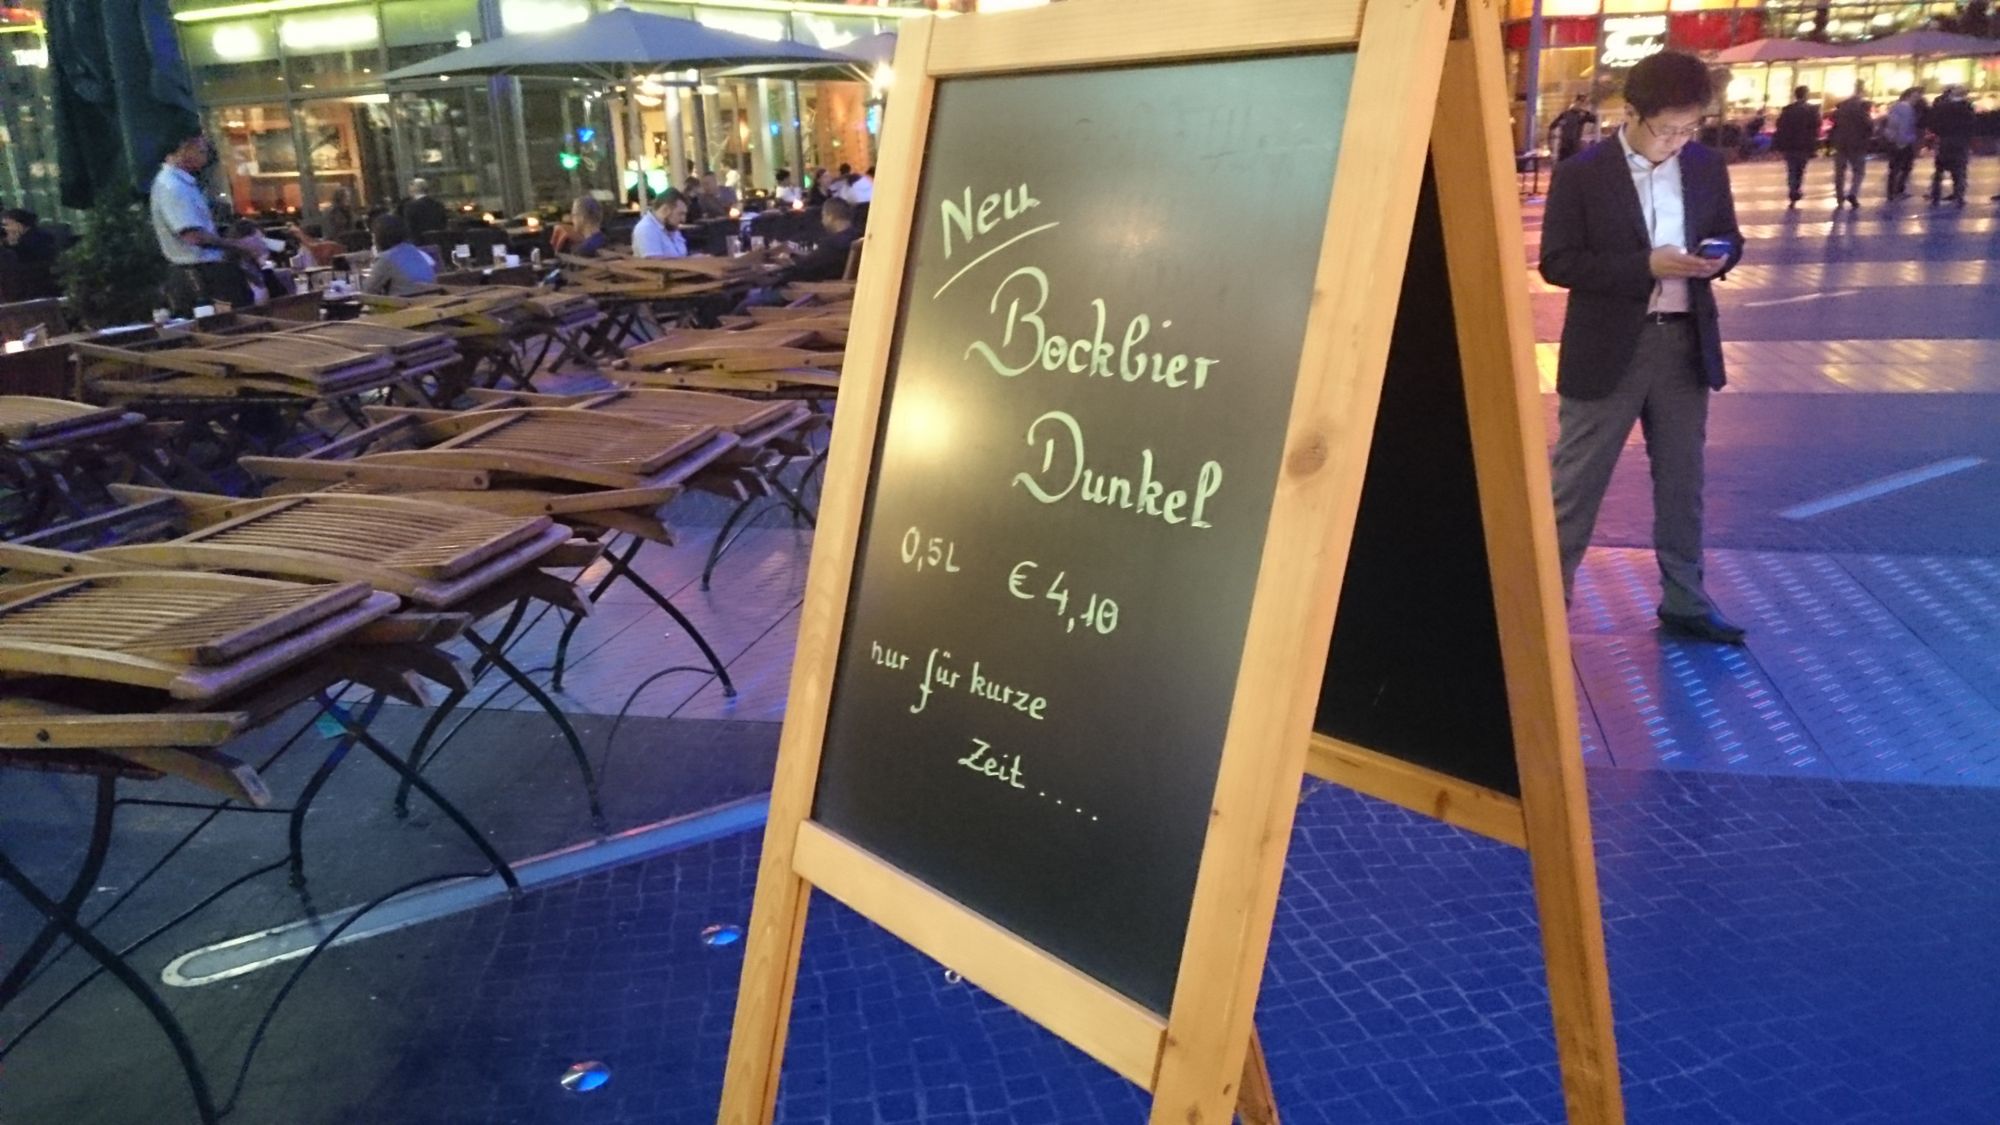 Neu
Bockbier
Dunkel
0,5L € 4,10
nur für kurze
Zeit....